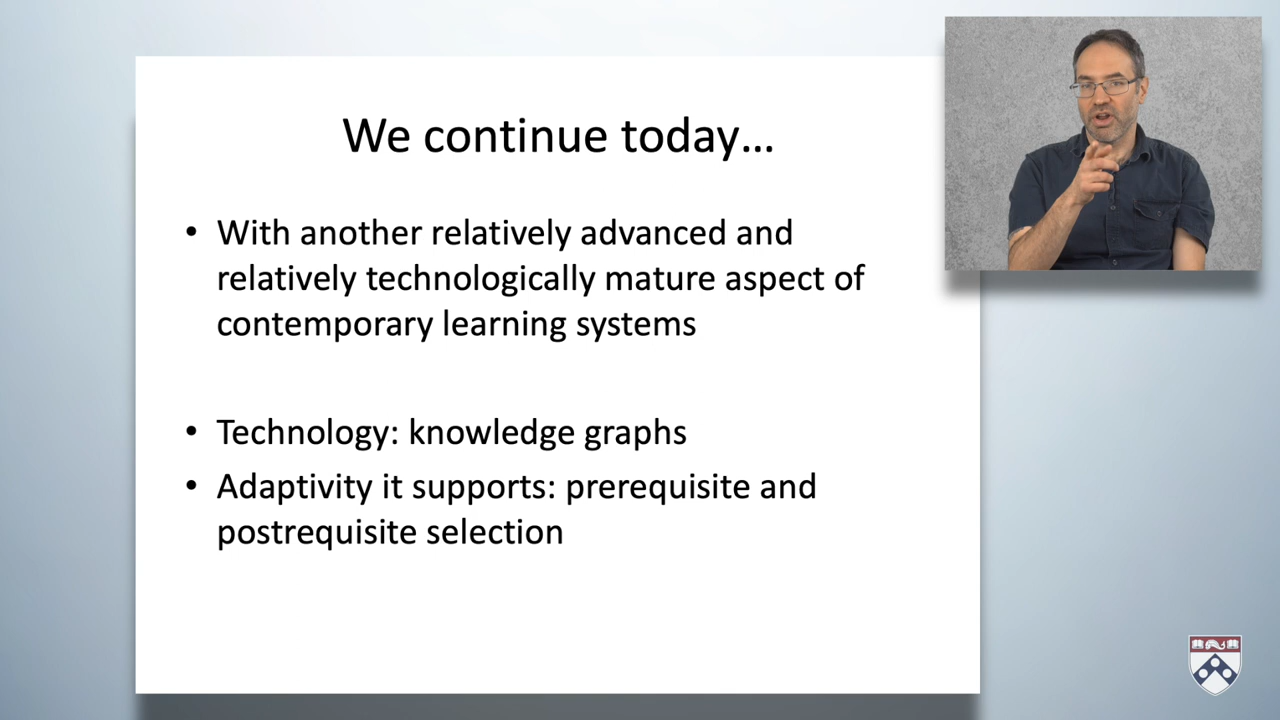 We continue today…
• With another relatively advanced and
relatively technologically mature aspect of
contemporary learning systems
• Technology: knowledge graphs
• Adaptivity it supports: prerequisite and
postrequisite selection